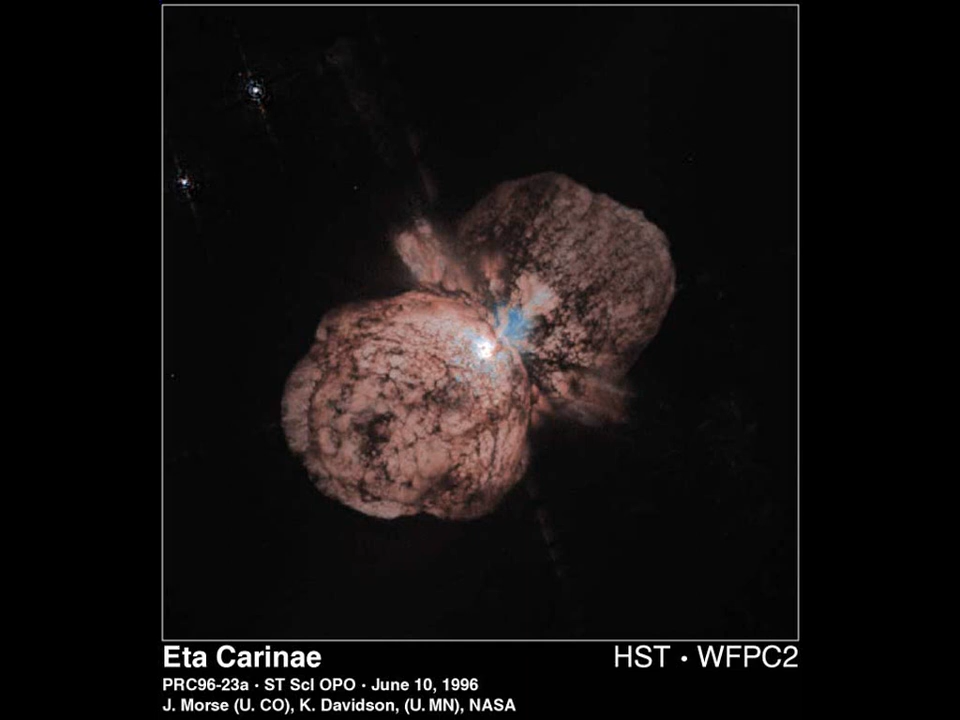 Eta Carinae HST • WFPC2
PRC96-23a · ST ScI OPO · June 10, 1996
J. Morse (U. CO), K. Davidson, (U. MN), NASA